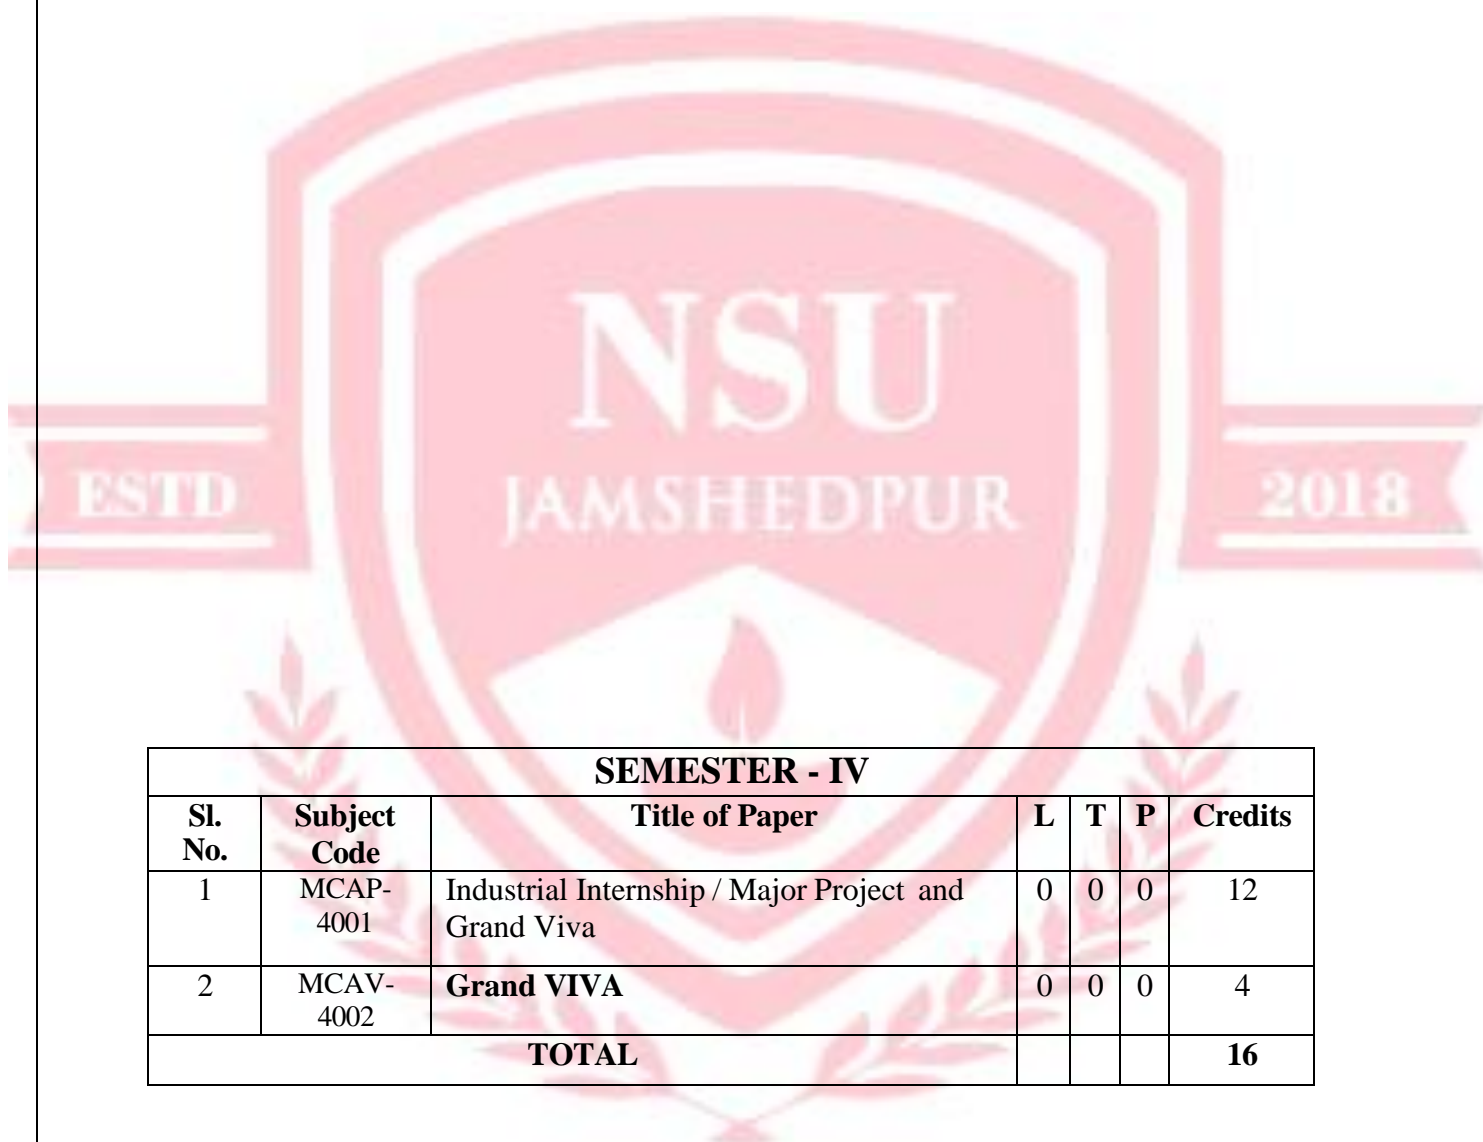 NSU
JAMSHEDPUR
ESTD
2018
SEMESTER - IV
Sl. No. Subject Code Title of Paper L T P Credits
1 MCAP-4001 Industrial Internship / Major Project and Grand Viva 0 0 0 12
2 MCAV-4002 Grand VIVA 0 0 0 4
TOTAL 16